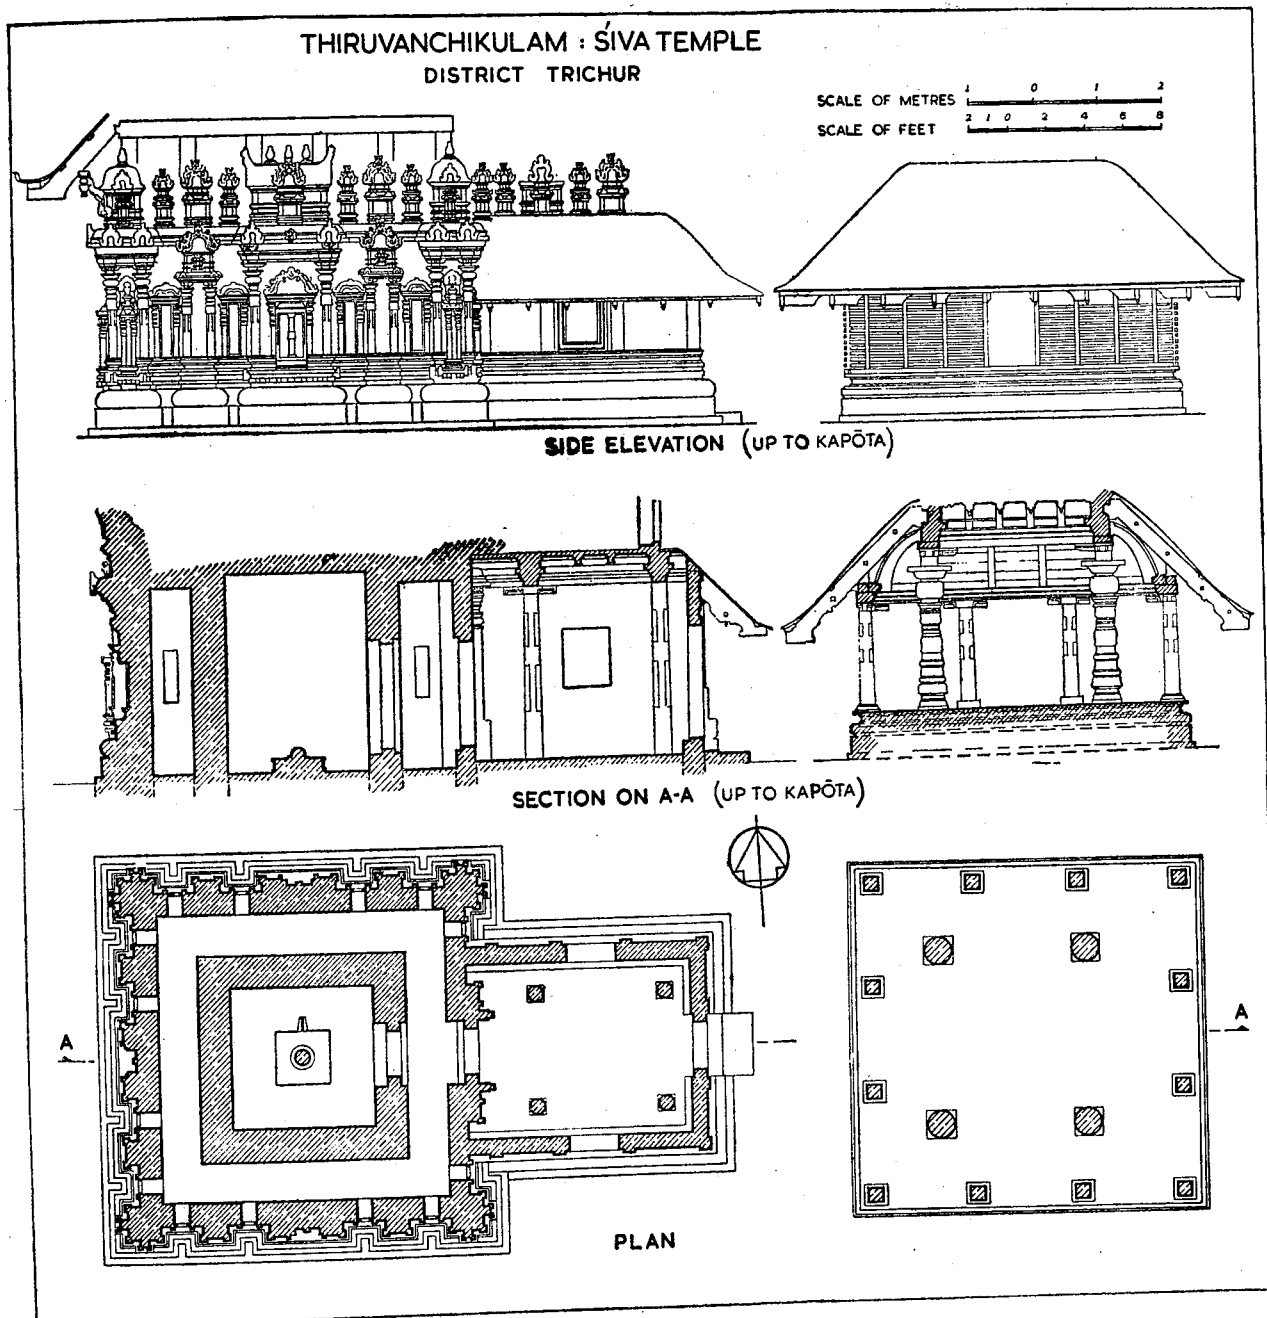 THIRUVANCHIKULAM : ŚIVA TEMPLE
DISTRICT TRICHUR
SCALE OF METRES 1 0 1 2
SCALE OF FEET 2 1 0 2 4 6 8
SIDE ELEVATION (UP TO KAPŌTA)
SECTION ON A-A (UP TO KAPŌTA)
A
A
PLAN